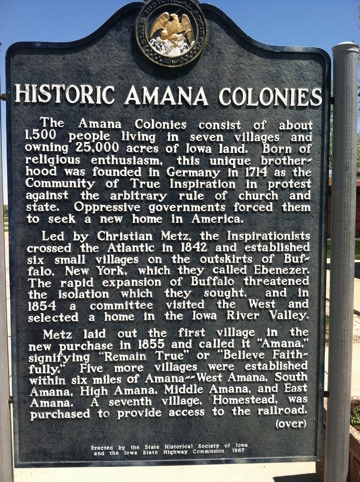 HISTORIC AMANA COLONIES
The Amana Colonies consist of about
1,500 people living in seven villages and
owning 25,000 acres of Iowa land. Born of
religious enthusiasm, this unique brother-
hood was founded in Germany in 1714 as the
Community of True Inspiration in protest
against the arbitrary rule of church and
state. Oppressive governments forced them
to seek a new home in America.
Led by Christian Metz, the Inspirationists
crossed the Atlantic in 1842 and established
six small villages on the outskirts of Buf-
falo, New York, which they called Ebenezer.
The rapid expansion of Buffalo threatened
the isolation which they sought, and in
1854 a committee visited the West and
selected a home in the Iowa River Valley.
Metz laid out the first village in the
new purchase in 1855 and called it "Amana,"
signifying "Remain True" or "Believe Faith-
fully." Five more villages were established
within six miles of Amana--West Amana, South
Amana, High Amana, Middle Amana, and East
Amana. A seventh village, Homestead, was
purchased to provide access to the railroad.
(over)
Erected by the State Historical Society of Iowa
and the Iowa State Highway Commission 1967